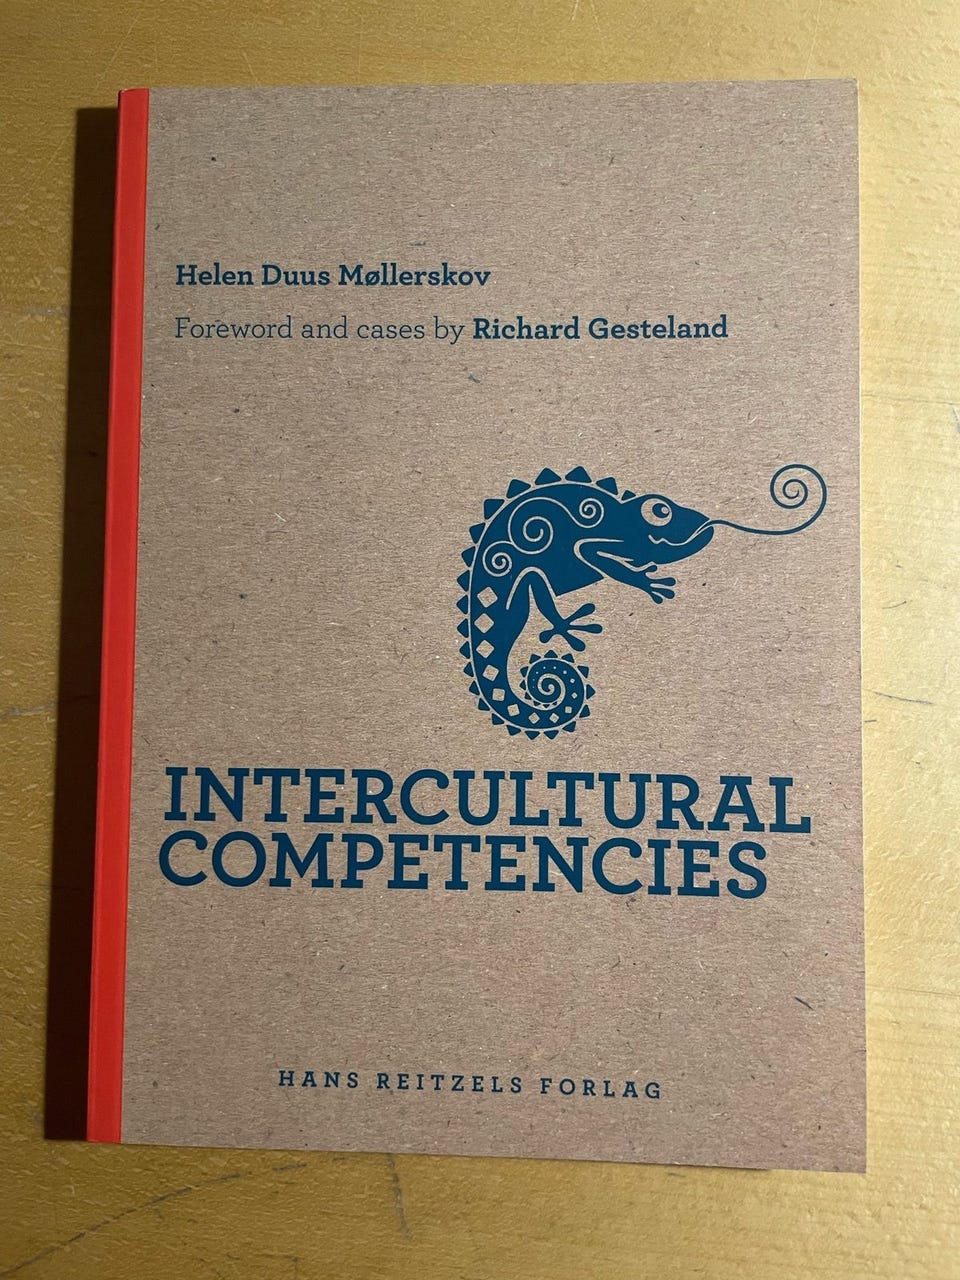 Helen Duus Møllerskov
Foreword and cases by Richard Gesteland
INTERCULTURAL
COMPETENCIES
HANS REITZELS FORLAG